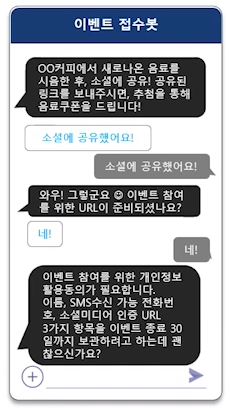 이벤트 접수봇
OO커피에서 새로나온 음료를
시음한 후, 소셜에 공유! 공유된
링크를 보내주시면, 추첨을 통해
음료쿠폰을 드립니다!
소셜에 공유했어요!
소셜에 공유했어요!
와우! 그렇군요 ☺ 이벤트 참여
를 위한 URL이 준비되셨나요?
네!
네!
이벤트 참여를 위한 개인정보
활용동의가 필요합니다.
이름, SMS수신 가능 전화번
호, 소셜미디어 인증 URL
3가지 항목을 이벤트 종료 30
일까지 보관하려고 하는데 괜
찮으신가요?